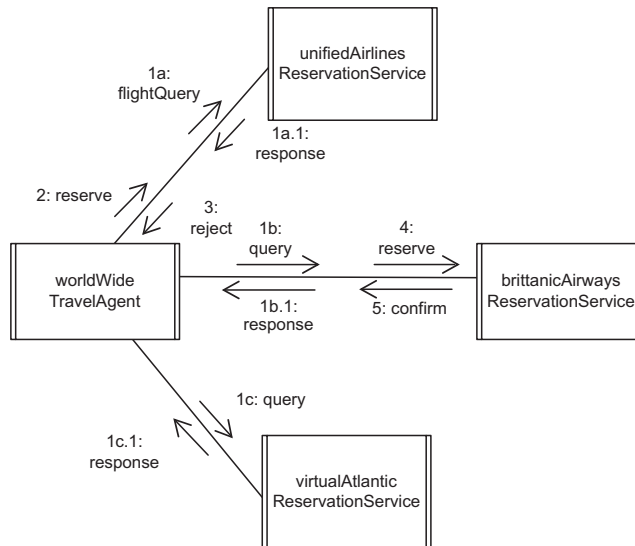 unifiedAirlines
ReservationService
1a:
flightQuery
1a.1:
response
2: reserve
3:
reject
1b:
query
4:
reserve
worldWide
TravelAgent
brittanicAirways
ReservationService
1b.1:
response
5: confirm
1c: query
1c.1:
response
virtualAtlantic
ReservationService